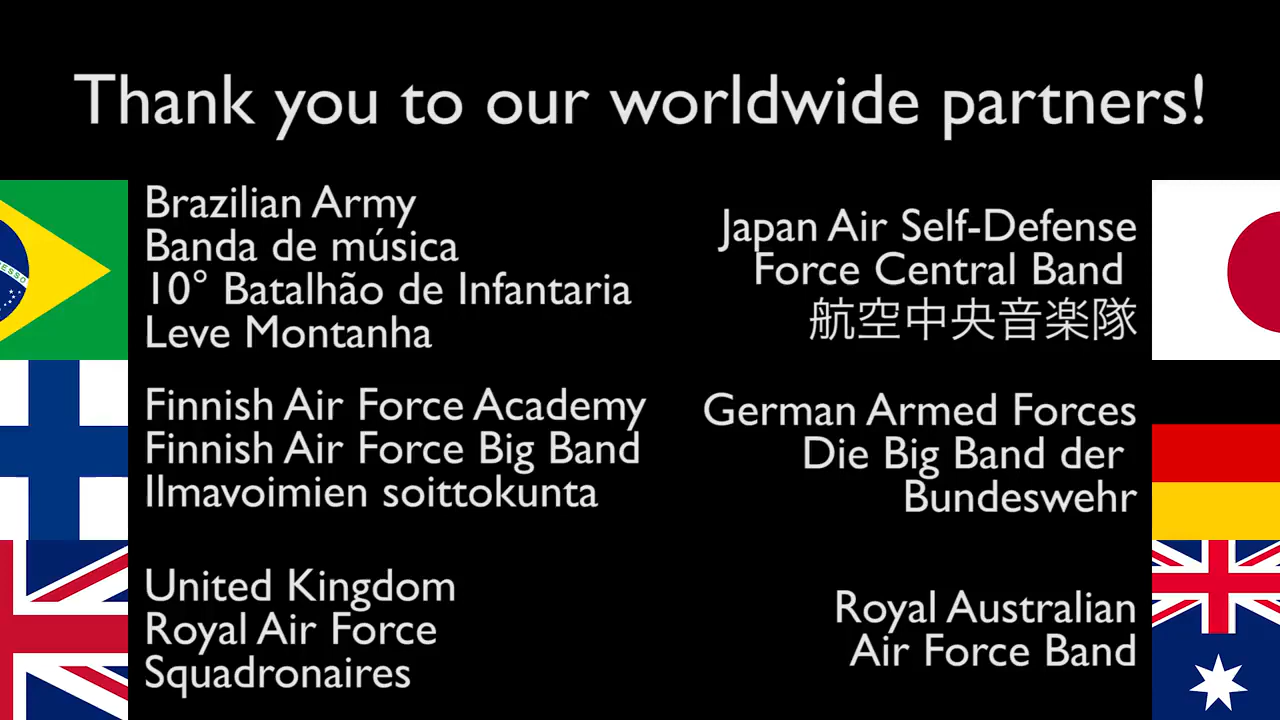 Thank you to our worldwide partners!
Brazilian Army
Banda de música
10° Batalhão de Infantaria
Leve Montanha
Finnish Air Force Academy
Finnish Air Force Big Band
Ilmavoimien soittokunta
United Kingdom
Royal Air Force
Squadronaires
Japan Air Self-Defense
Force Central Band
航空中央音楽隊
German Armed Forces
Die Big Band der
Bundeswehr
Royal Australian
Air Force Band